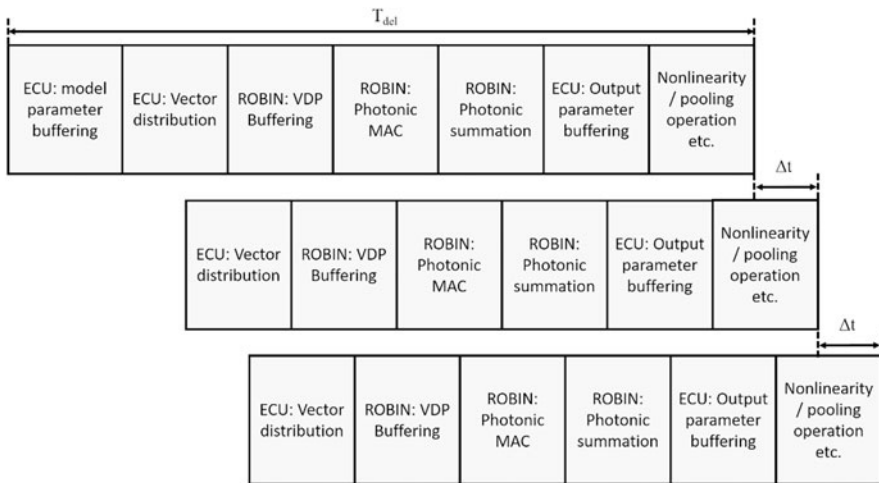 T_del
ECU: model
parameter
buffering
ECU: Vector
distribution
ROBIN: VDP
Buffering
ROBIN:
Photonic
MAC
ROBIN:
Photonic
summation
ECU: Output
parameter
buffering
Nonlinearity
/ pooling
operation
etc.
Δt
ECU: Vector
distribution
ROBIN: VDP
Buffering
ROBIN:
Photonic
MAC
ROBIN:
Photonic
summation
ECU: Output
parameter
buffering
Nonlinearity
/ pooling
operation
etc.
Δt
ECU: Vector
distribution
ROBIN: VDP
Buffering
ROBIN:
Photonic
MAC
ROBIN:
Photonic
summation
ECU: Output
parameter
buffering
Nonlinearity
/ pooling
operation
etc.